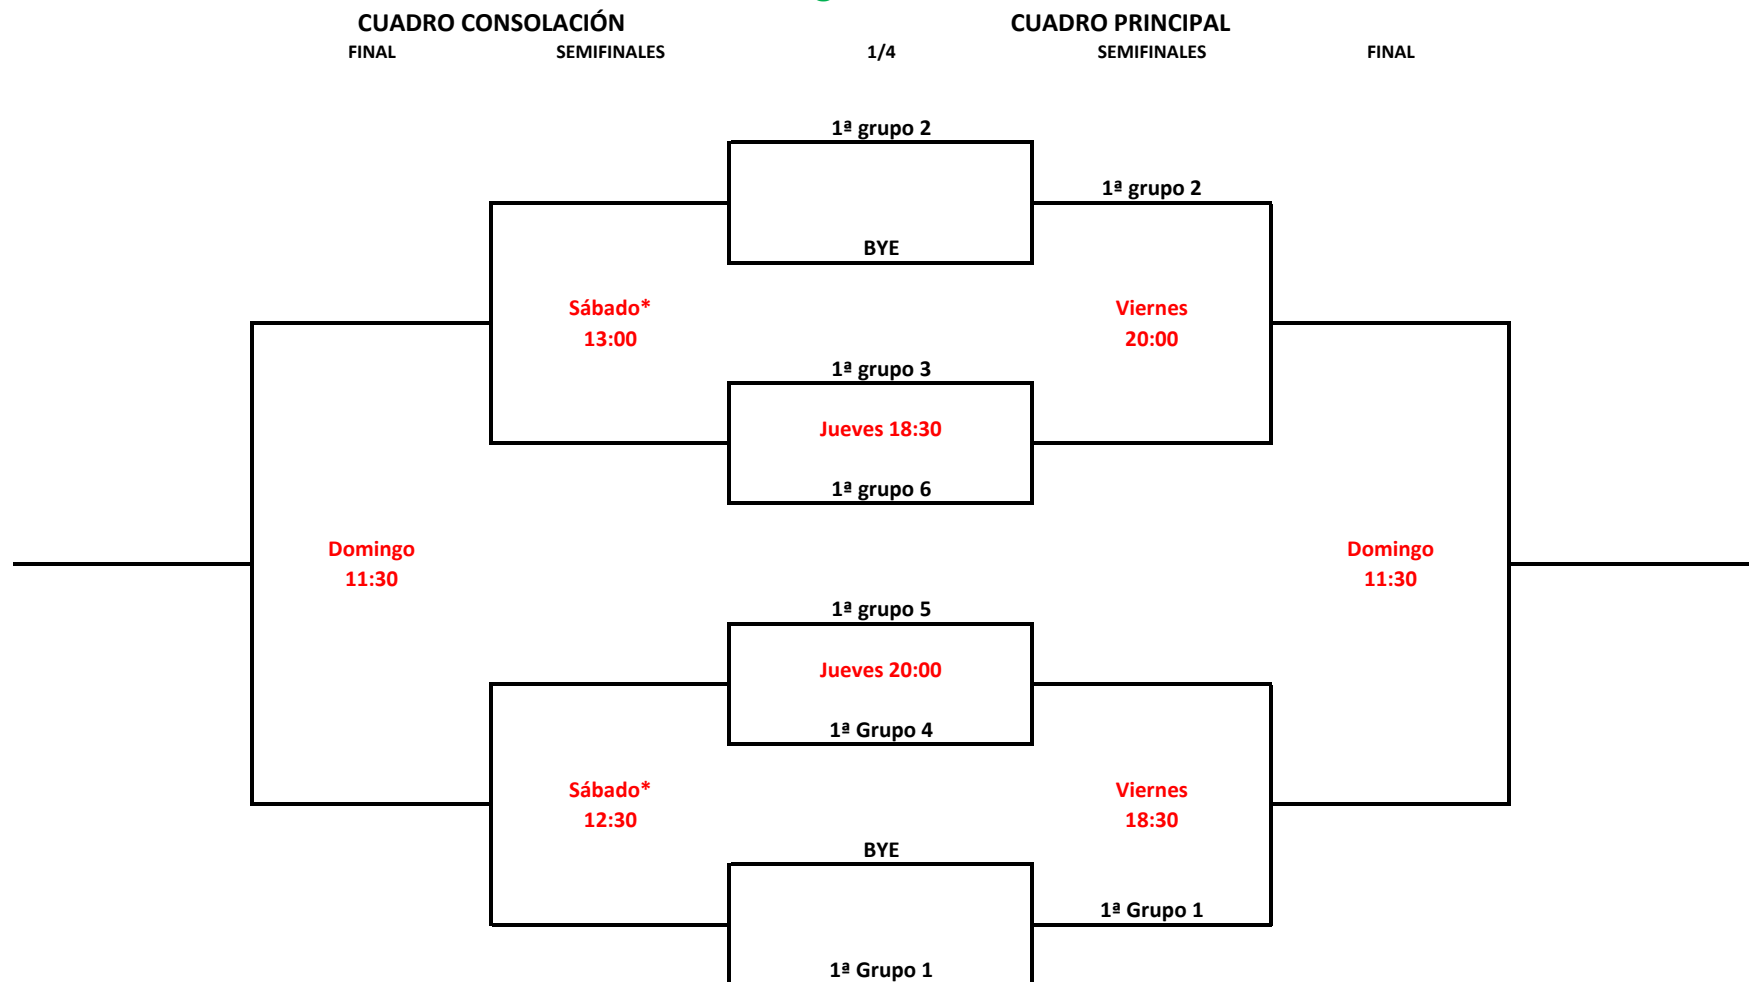 CUADRO CONSOLACIÓN CUADRO PRINCIPAL
FINAL SEMIFINALES 1/4 SEMIFINALES FINAL
1ª grupo 2
1ª grupo 2
BYE
Sábado* Viernes
13:00 20:00
1ª grupo 3
Jueves 18:30
1ª grupo 6
Domingo Domingo
11:30 11:30
1ª grupo 5
Jueves 20:00
1ª Grupo 4
Sábado* Viernes
12:30 18:30
BYE
1ª Grupo 1
1ª Grupo 1